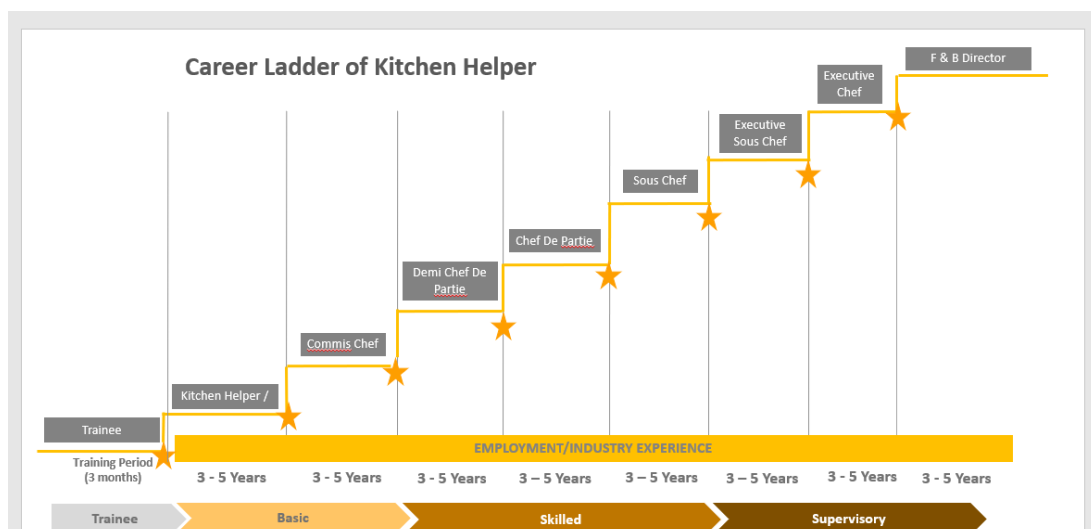 Career Ladder of Kitchen Helper
F & B Director
Executive
Chef
Executive
Sous Chef
Sous Chef
Chef De Partie
Demi Chef De
Partie
Commis Chef
Kitchen Helper /
Trainee
EMPLOYMENT/INDUSTRY EXPERIENCE
Training Period
(3 months)
3 - 5 Years
3 - 5 Years
3 - 5 Years
3 – 5 Years
3 – 5 Years
3 – 5 Years
3 - 5 Years
3 - 5 Years
Trainee
Basic
Skilled
Supervisory